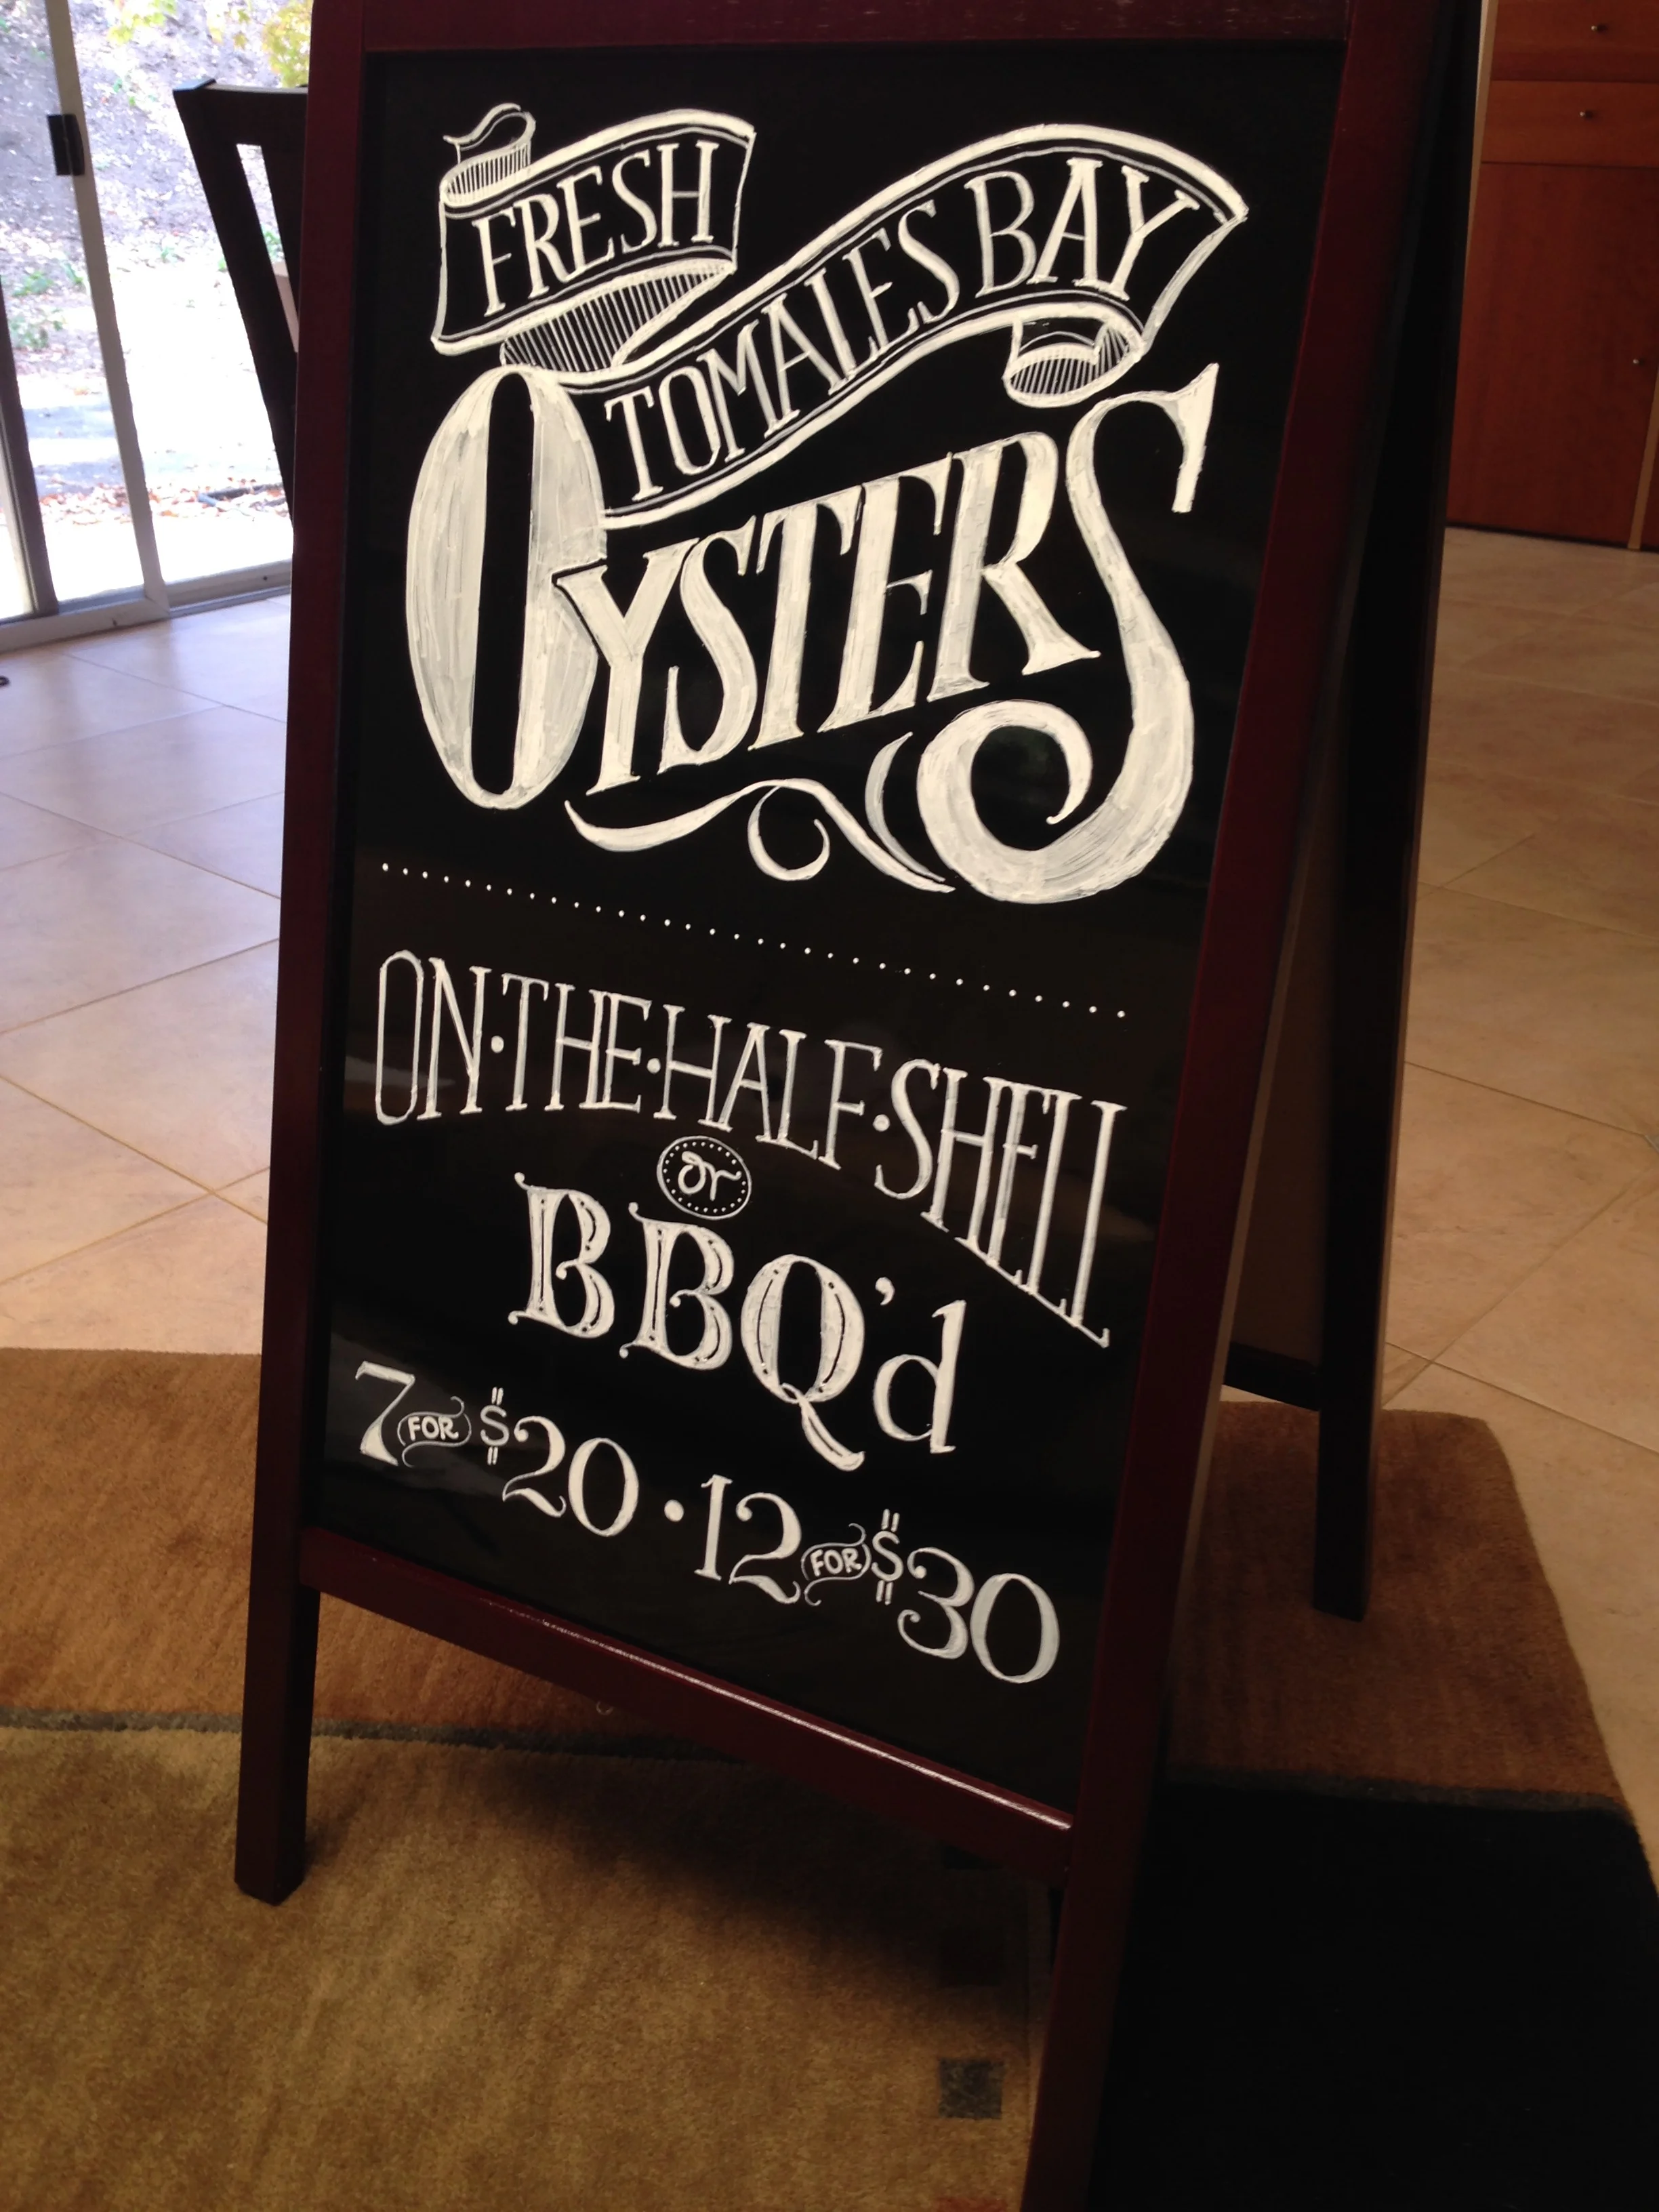 FRESH
TOMALES BAY
OYSTERS
ON·THE·HALF·SHELL
or
BBQ'd
7 FOR $20 · 12 FOR $30